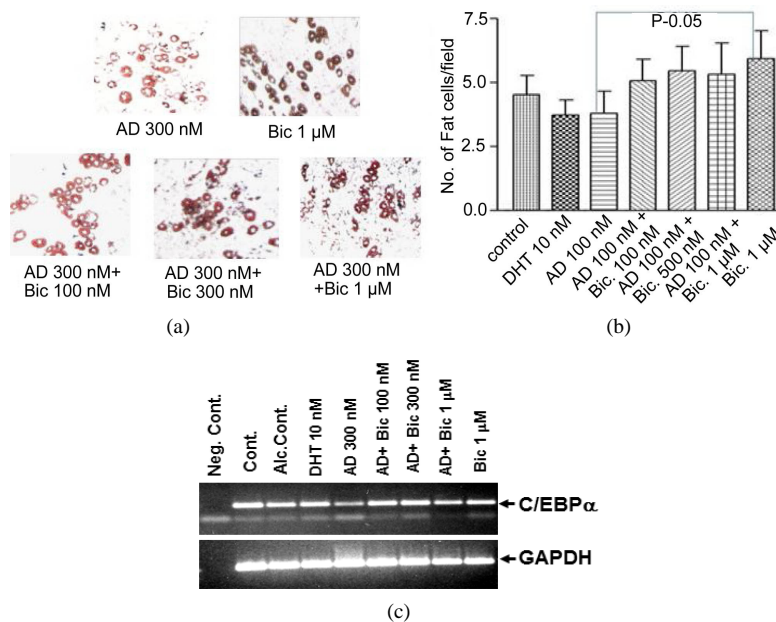 AD 300 nM
Bic 1 μM
AD 300 nM+
Bic 100 nM
AD 300 nM+
Bic 300 nM
AD 300 nM
+Bic 1 μM
(a)
P-0.05
No. of Fat cells/field
7.5
5.0
2.5
0.0
control
DHT 10 nM
AD 100 nM
AD 100 nM +
Bic. 100 nM
AD 100 nM +
Bic. 500 nM
AD 100 nM +
Bic. 1 μM
Bic. 1 μM
(b)
Neg. Cont.
Cont.
Alc.Cont.
DHT 10 nM
AD 300 nM
AD+ Bic 100 nM
AD+ Bic 300 nM
AD+ Bic 1 μM
Bic 1 μM
C/EBPα
GAPDH
(c)